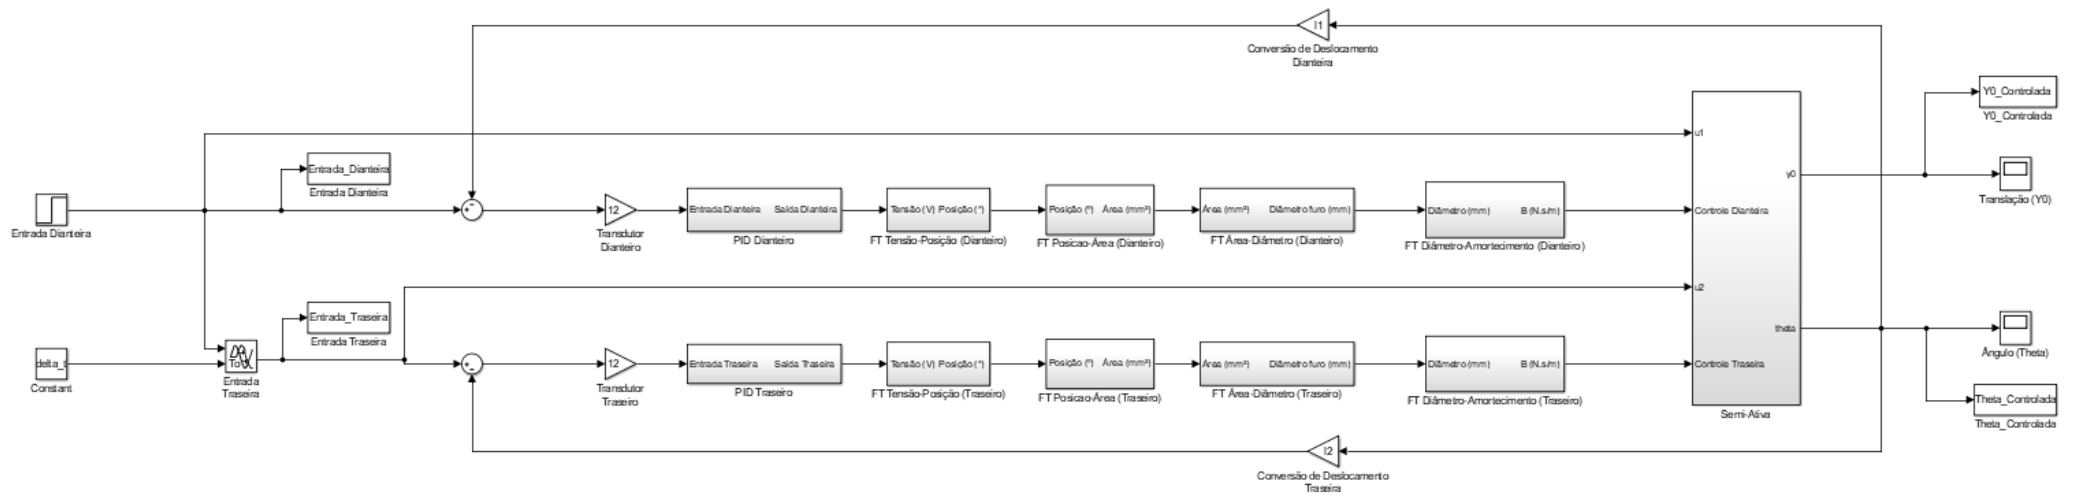 l1
Conversão de Deslocamento
Dianteira
Y0_Controlada
Y0_Controlada
u1
Entrada_Dianteira
Entrada Dianteira
y0
Translação (Y0)
Entrada Dianteira
12
Transdutor
Dianteiro
Entrada Dianteira Saída Dianteira
PID Dianteiro
Tensão (V) Posição (°)
FT Tensão-Posição (Dianteiro)
Posição (°) Área (mm²)
FT Posicao-Área (Dianteiro)
Área (mm²) Diâmetro furo (mm)
FT Área-Diâmetro (Dianteiro)
Diâmetro (mm) B (N.s/m)
FT Diâmetro-Amortecimento (Dianteiro)
Controle Dianteira
u2
Entrada_Traseira
Entrada Traseira
theta
Ângulo (Theta)
delta_t
Constant
To
Entrada
Traseira
12
Transdutor
Traseiro
Entrada Traseira Saída Traseira
PID Traseiro
Tensão (V) Posição (°)
FT Tensão-Posição (Traseiro)
Posição (°) Área (mm²)
FT Posicao-Área (Traseiro)
Área (mm²) Diâmetro furo (mm)
FT Área-Diâmetro (Traseiro)
Diâmetro (mm) B (N.s/m)
FT Diâmetro-Amortecimento (Traseiro)
Controle Traseira
Semi-Ativa
Theta_Controlada
Theta_Controlada
l2
Conversão de Deslocamento
Traseira